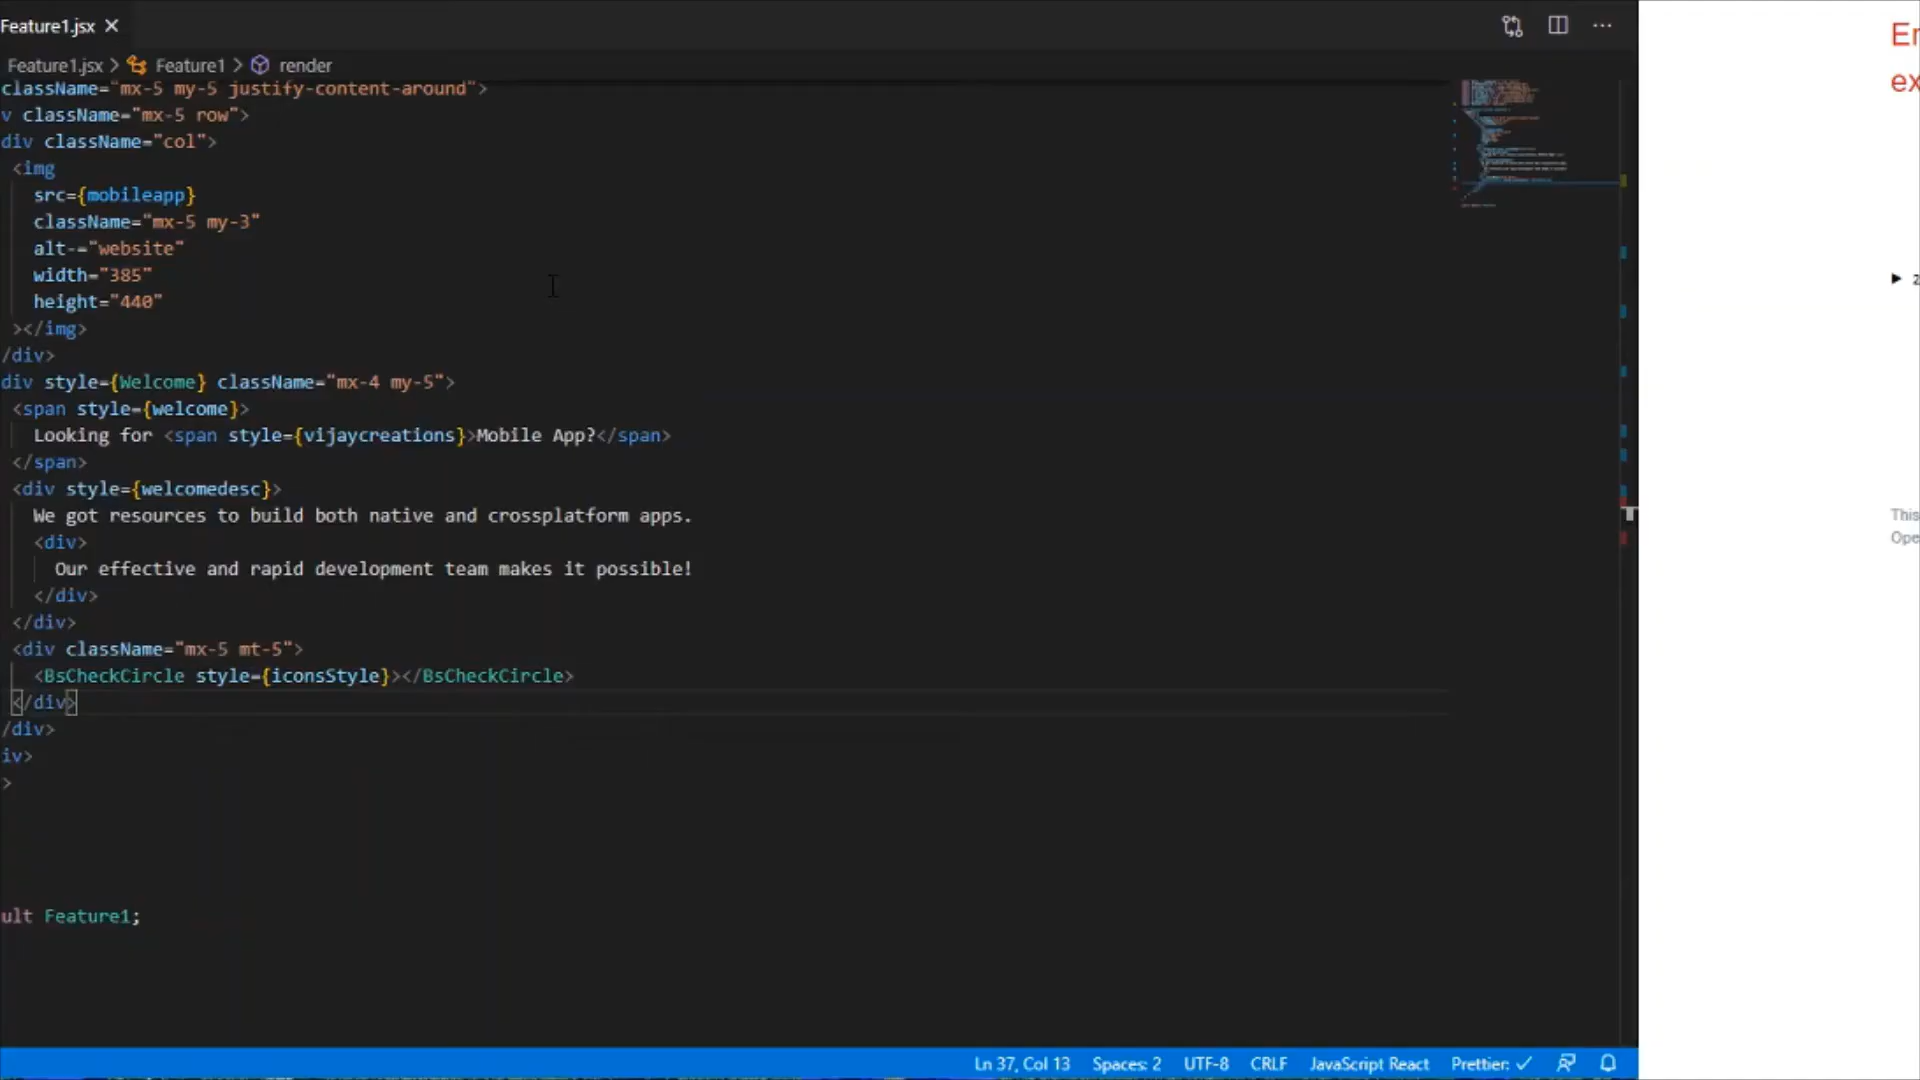 Feature1.jsx
Feature1.jsx > Feature1 > render
className="mx-5 my-5 justify-content-around">
v className="mx-5 row">
div className="col">
<img
src={mobileapp}
className="mx-5 my-3"
alt-="website"
width="385"
height="440"
></img>
/div>
div style={Welcome} className="mx-4 my-5">
<span style={welcome}>
Looking for <span style={vijaycreations}>Mobile App?</span>
</span>
<div style={welcomedesc}>
We got resources to build both native and crossplatform apps.
<div>
Our effective and rapid development team makes it possible!
</div>
</div>
<div className="mx-5 mt-5">
<BsCheckCircle style={iconsStyle}></BsCheckCircle>
</div>
/div>
iv>
>
ult Feature1;
Ln 37, Col 13 Spaces: 2 UTF-8 CRLF JavaScript React Prettier: ✓
Er
ex
This
Ope